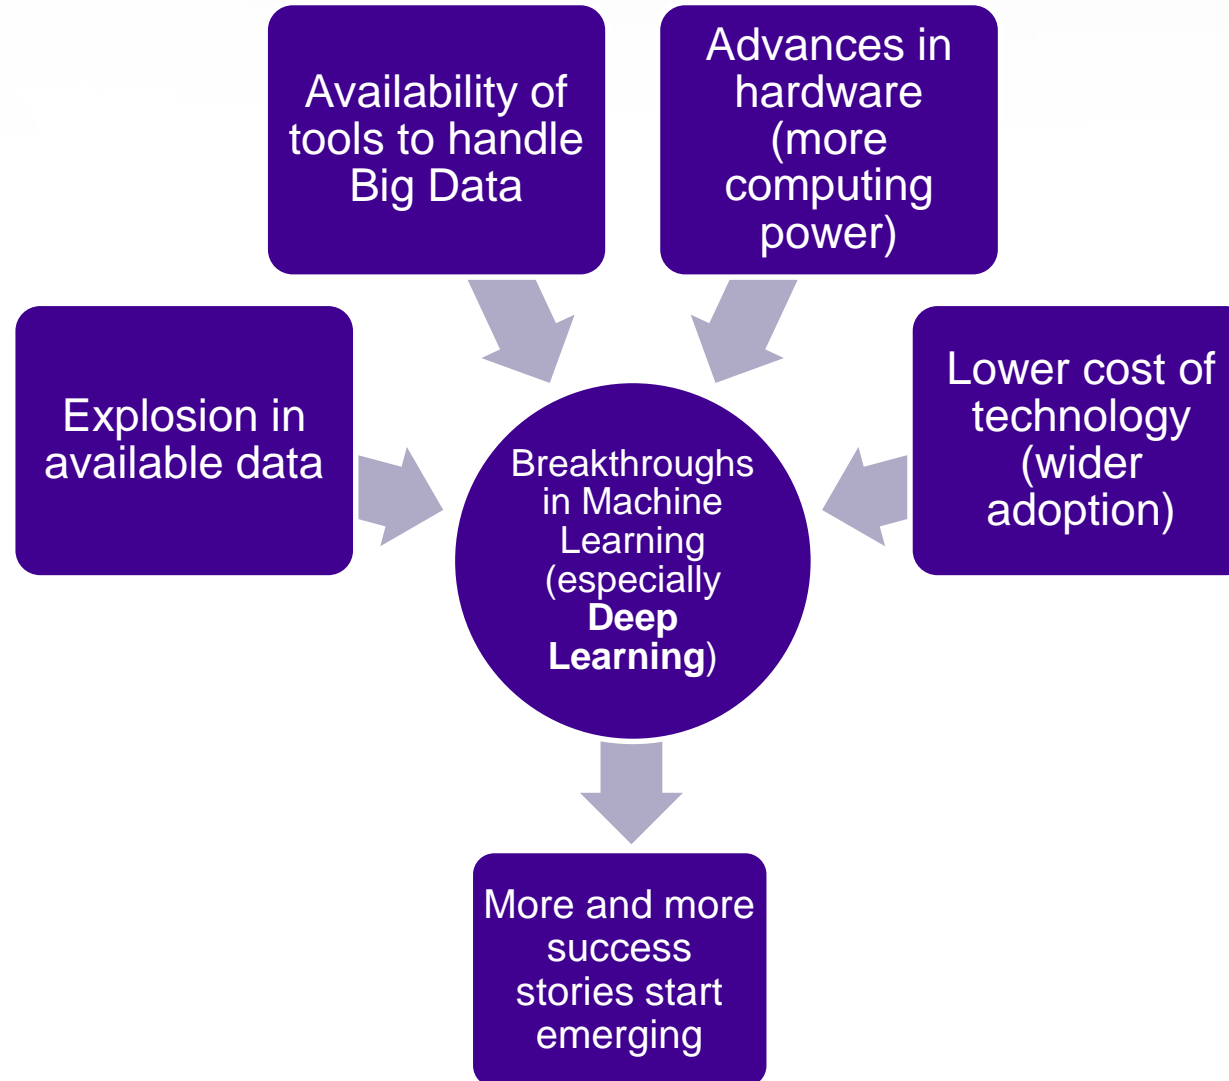 Availability of
tools to handle
Big Data
Advances in
hardware
(more
computing
power)
Explosion in
available data
Lower cost of
technology
(wider
adoption)
Breakthroughs
in Machine
Learning
(especially
Deep
Learning)
More and more
success
stories start
emerging